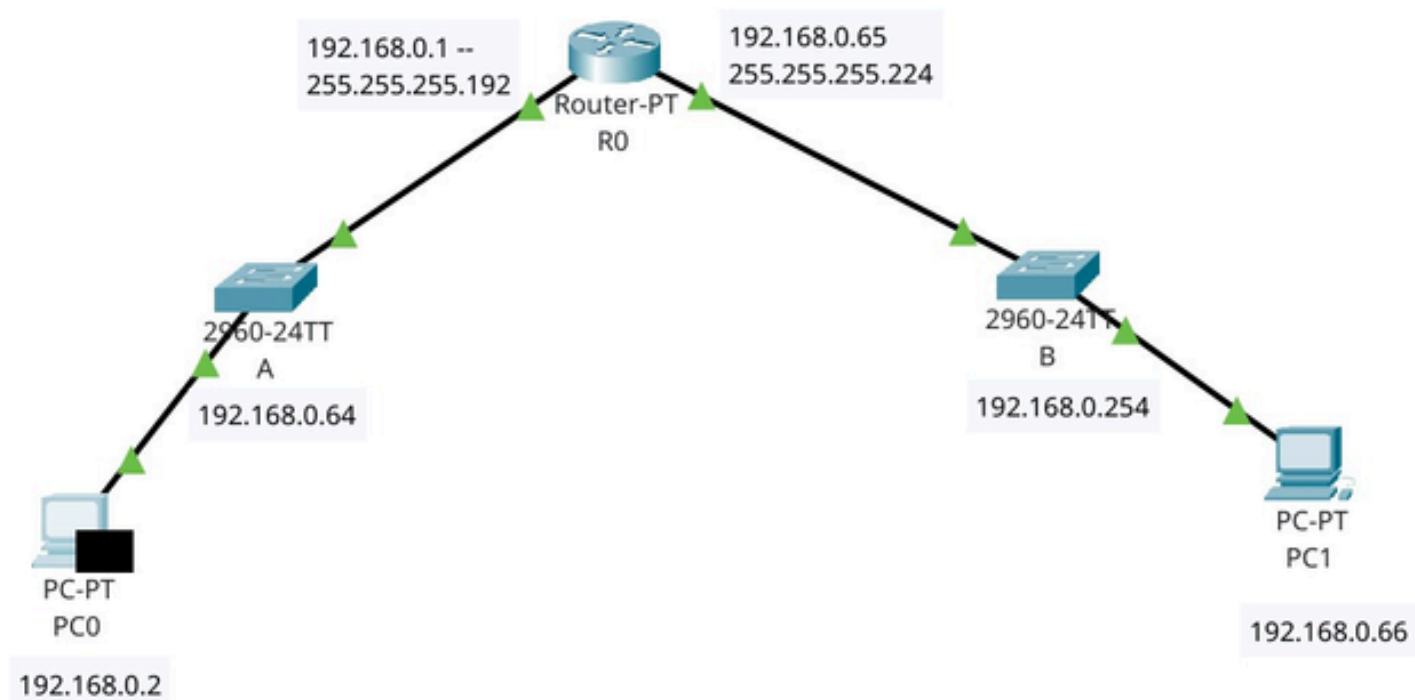 192.168.0.1 --
255.255.255.192
192.168.0.65
255.255.255.224
Router-PT
R0
2960-24TT
A
192.168.0.64
2960-24TT
B
192.168.0.254
PC-PT
PC0
192.168.0.2
PC-PT
PC1
192.168.0.66